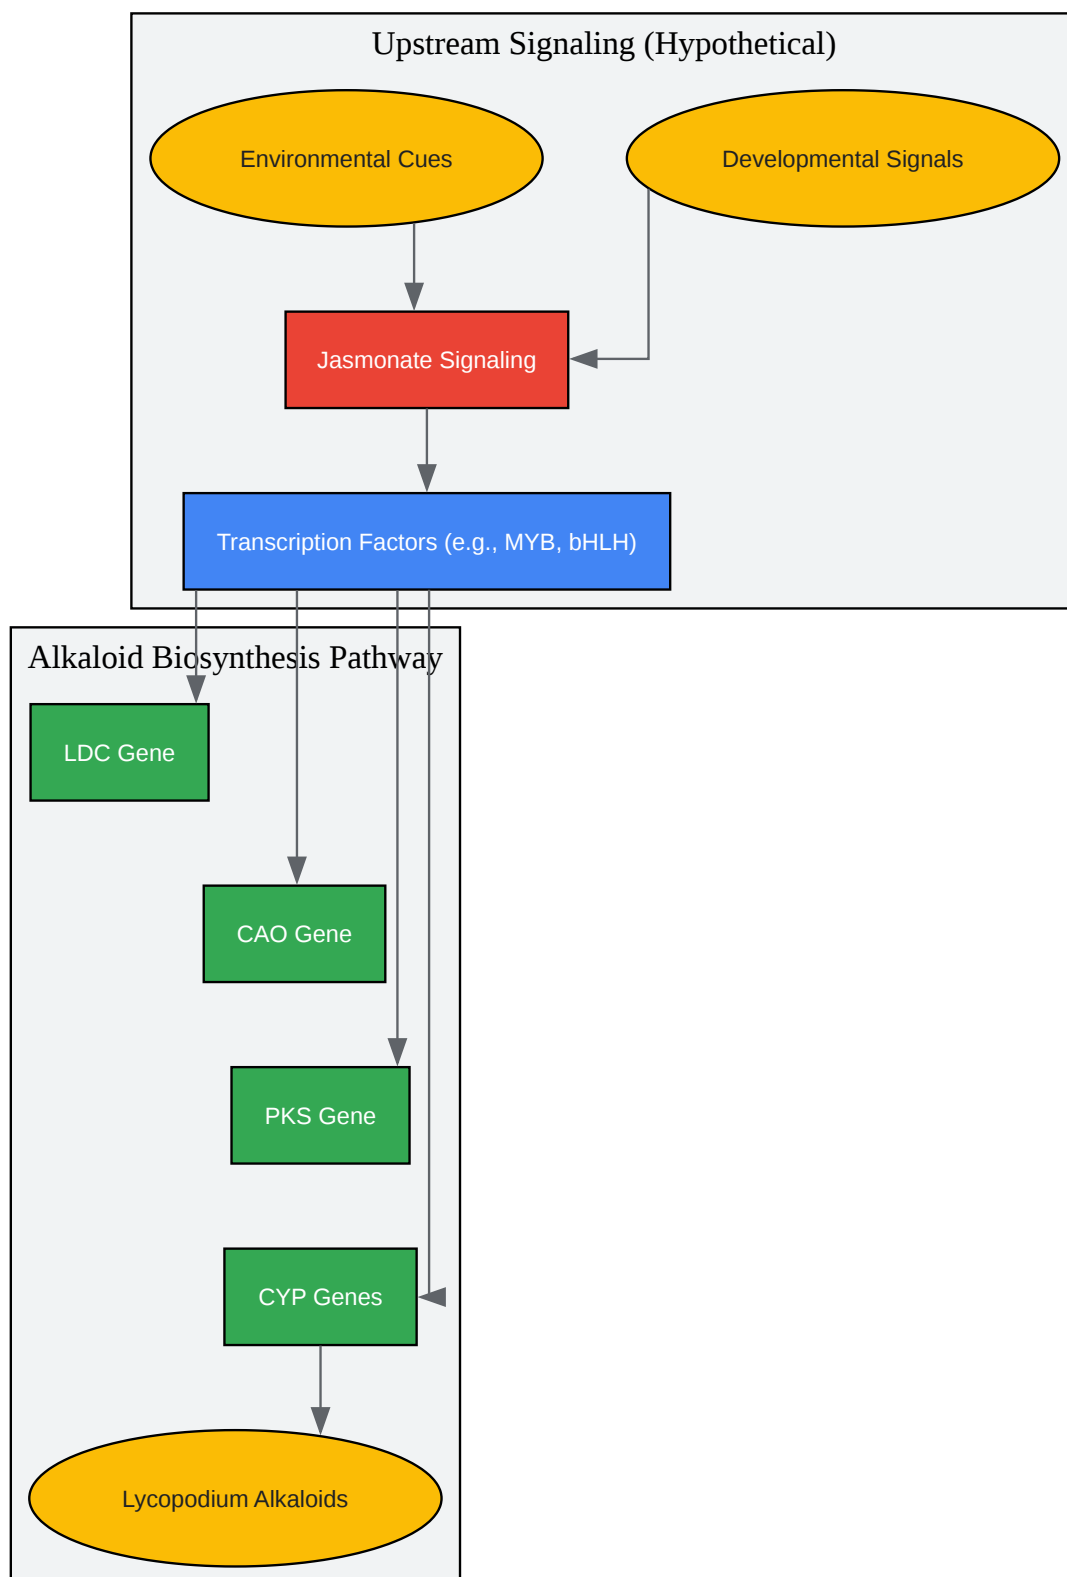 Upstream Signaling (Hypothetical)
Environmental Cues
Developmental Signals
Jasmonate Signaling
Transcription Factors (e.g., MYB, bHLH)
Alkaloid Biosynthesis Pathway
LDC Gene
CAO Gene
PKS Gene
CYP Genes
Lycopodium Alkaloids